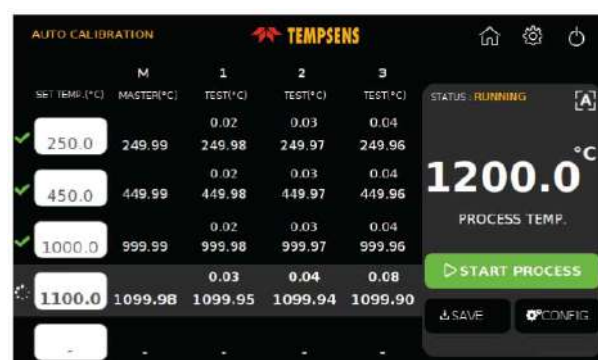 AUTO CALIBRATION
TEMPSENS
M 1 2 3
SET TEMP.(°C) MASTER(°C) TEST(°C) TEST(°C) TEST(°C)
0.02 0.03 0.04
250.0 249.99 249.98 249.97 249.96
0.02 0.03 0.04
450.0 449.99 449.98 449.97 449.96
0.02 0.03 0.04
1000.0 999.99 999.98 999.97 999.96
0.03 0.04 0.08
1100.0 1099.98 1099.95 1099.94 1099.90
- - - - -
STATUS : RUNNING [A]
1200.0 °C
PROCESS TEMP.
START PROCESS
SAVE CONFIG